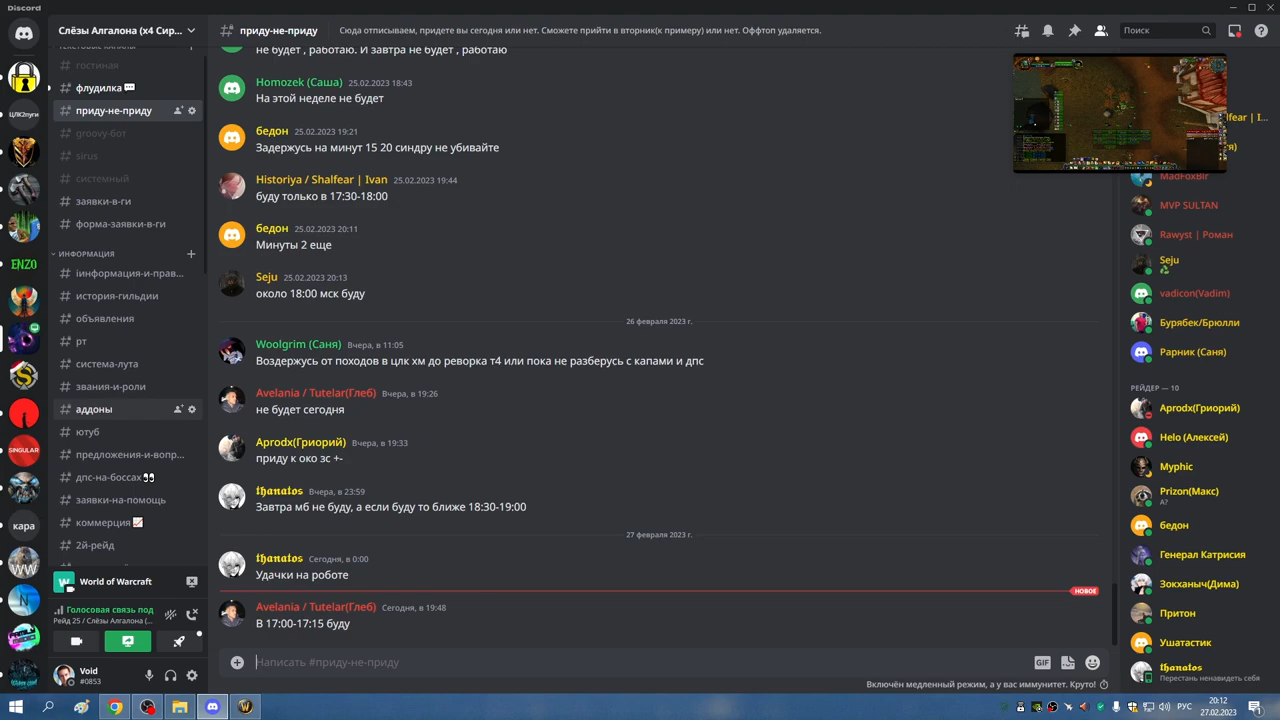 Discord
Слёзы Алгалона (x4 Сир...
приду-не-приду
Сюда отписываем, придете вы сегодня или нет. Сможете прийти в вторник(к примеру) или нет. Оффтоп удаляется.
Поиск
гостиная
флудилка
приду-не-приду
groovy-бот
sirus
системный
заявки-в-ги
форма-заявки-в-ги
ИНФОРМАЦИЯ
информация-и-прав...
история-гильдии
объявления
рт
система-лута
звания-и-роли
аддоны
ютуб
предложения-и-вопр...
дпс-на-боссах
заявки-на-помощь
коммерция
2й-рейд
ЦЛК2пуги
ENZO
SINGULAR
кара
World of Warcraft
Голосовая связь под
Рейд 25 / Слёзы Алгалона (...
Void
#0853
не будет , работаю. И завтра не будет , работаю
Homozek (Саша) 25.02.2023 18:43
На этой неделе не будет
бедон 25.02.2023 19:21
Задержусь на минут 15 20 синдру не убивайте
Historiya / Shalfear | Ivan 25.02.2023 19:44
буду только в 17:30-18:00
бедон 25.02.2023 20:11
Минуты 2 еще
Seju 25.02.2023 20:13
около 18:00 мск буду
26 февраля 2023 г.
Woolgrim (Саня) Вчера, в 11:05
Воздержусь от походов в цлк хм до реворка т4 или пока не разберусь с капами и дпс
Avelania / Tutelar(Глеб) Вчера, в 19:26
не будет сегодня
Aprodx(Гриорий) Вчера, в 19:33
приду к око зс +-
𝖙𝖍𝖆𝖓𝖆𝖙𝖔𝖘 Вчера, в 23:59
Завтра мб не буду, а если буду то ближе 18:30-19:00
27 февраля 2023 г.
𝖙𝖍𝖆𝖓𝖆𝖙𝖔𝖘 Сегодня, в 0:00
Удачки на роботе
НОВОЕ
Avelania / Tutelar(Глеб) Сегодня, в 19:48
В 17:00-17:15 буду
Написать #приду-не-приду
GIF
Включён медленный режим, а у вас иммунитет. Круто!
lfear | I...
MadFoxBlr
MVP SULTAN
Rawyst | Роман
Seju
vadicon(Vadim)
Бурябек/Брюлли
Рарник (Саня)
РЕЙДЕР — 10
Aprodx(Гриорий)
Helo (Алексей)
Myphic
Prizon(Макс)
А?
бедон
Генерал Катрисия
Зокханыч(Дима)
Притон
Ушатастик
𝖙𝖍𝖆𝖓𝖆𝖙𝖔𝖘
Перестань ненавидеть себя
РУС
20:12
27.02.2023